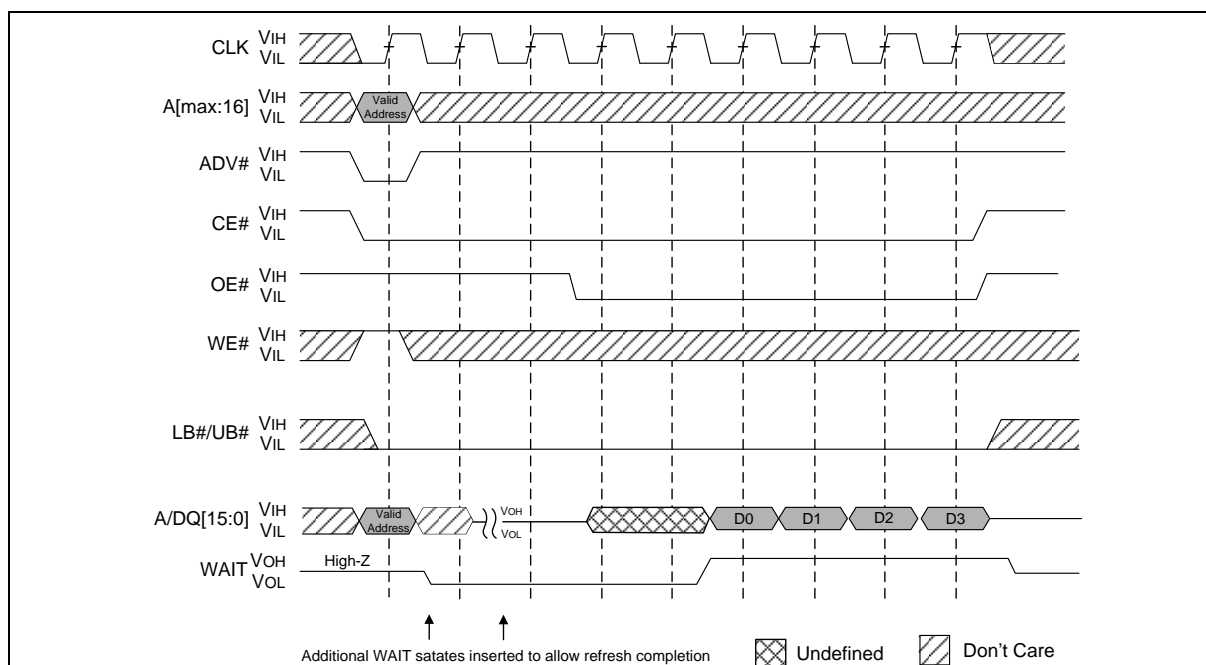 CLK VIH
VIL
A[max:16] VIH
VIL
Valid
Address
ADV# VIH
VIL
CE# VIH
VIL
OE# VIH
VIL
WE# VIH
VIL
LB#/UB# VIH
VIL
A/DQ[15:0] VIH
VIL
Valid
Address
VOH
VOL
D0 D1 D2 D3
WAIT VOH
VOL
High-Z
Additional WAIT satates inserted to allow refresh completion
Undefined
Don't Care